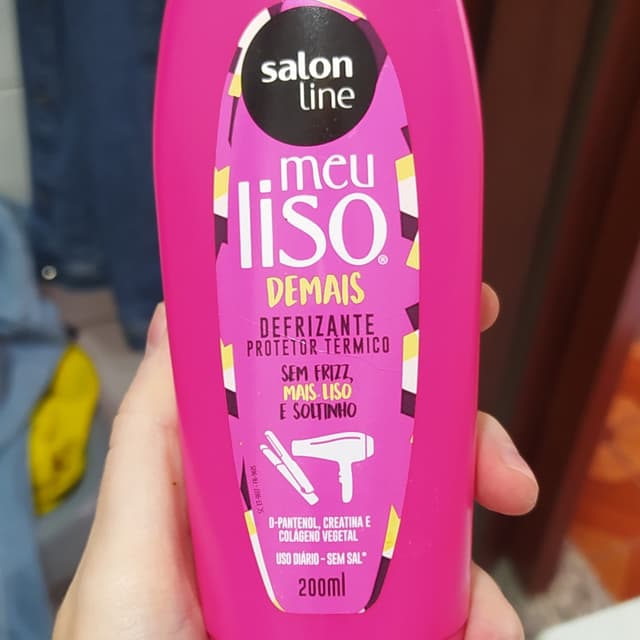 salon
line
meu
liso®
DEMAIS
DEFRIZANTE
PROTETOR TERMICO
SEM FRIZZ,
MAIS LISO
E SOLTINHO
D-PANTENOL, CREATINA E
COLÁGENO VEGETAL
USO DIÁRIO - SEM SAL*
200ml